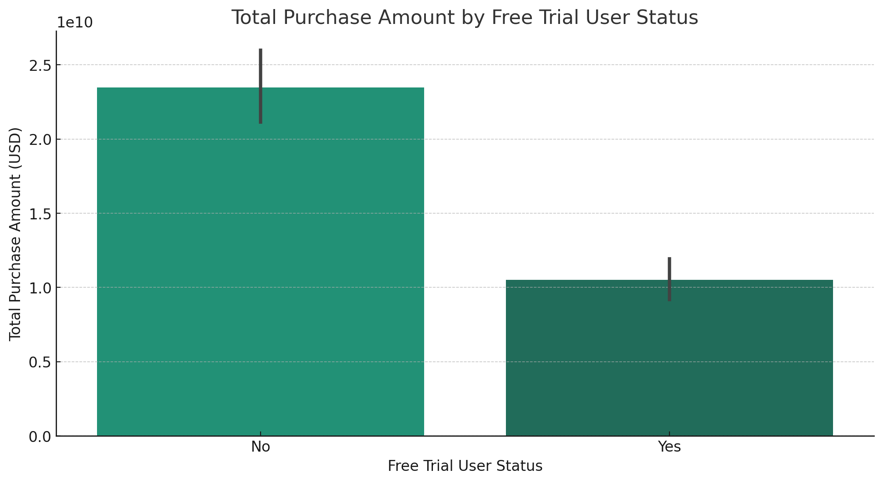 Total Purchase Amount by Free Trial User Status
1e10
2.5
2.0
1.5
1.0
0.5
0.0
Total Purchase Amount (USD)
No
Yes
Free Trial User Status